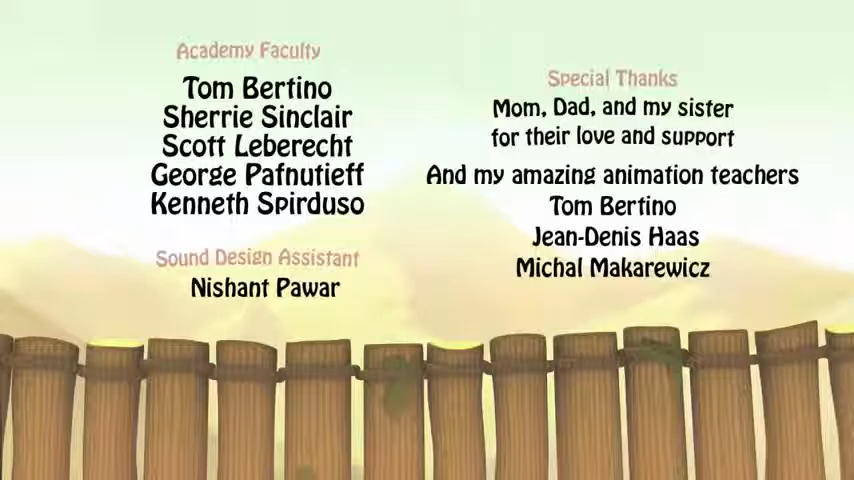 Academy Faculty
Tom Bertino
Sherrie Sinclair
Scott Leberecht
George Pafnutieff
Kenneth Spirduso
Sound Design Assistant
Nishant Pawar
Special Thanks
Mom, Dad, and my sister
for their love and support
And my amazing animation teachers
Tom Bertino
Jean-Denis Haas
Michal Makarewicz